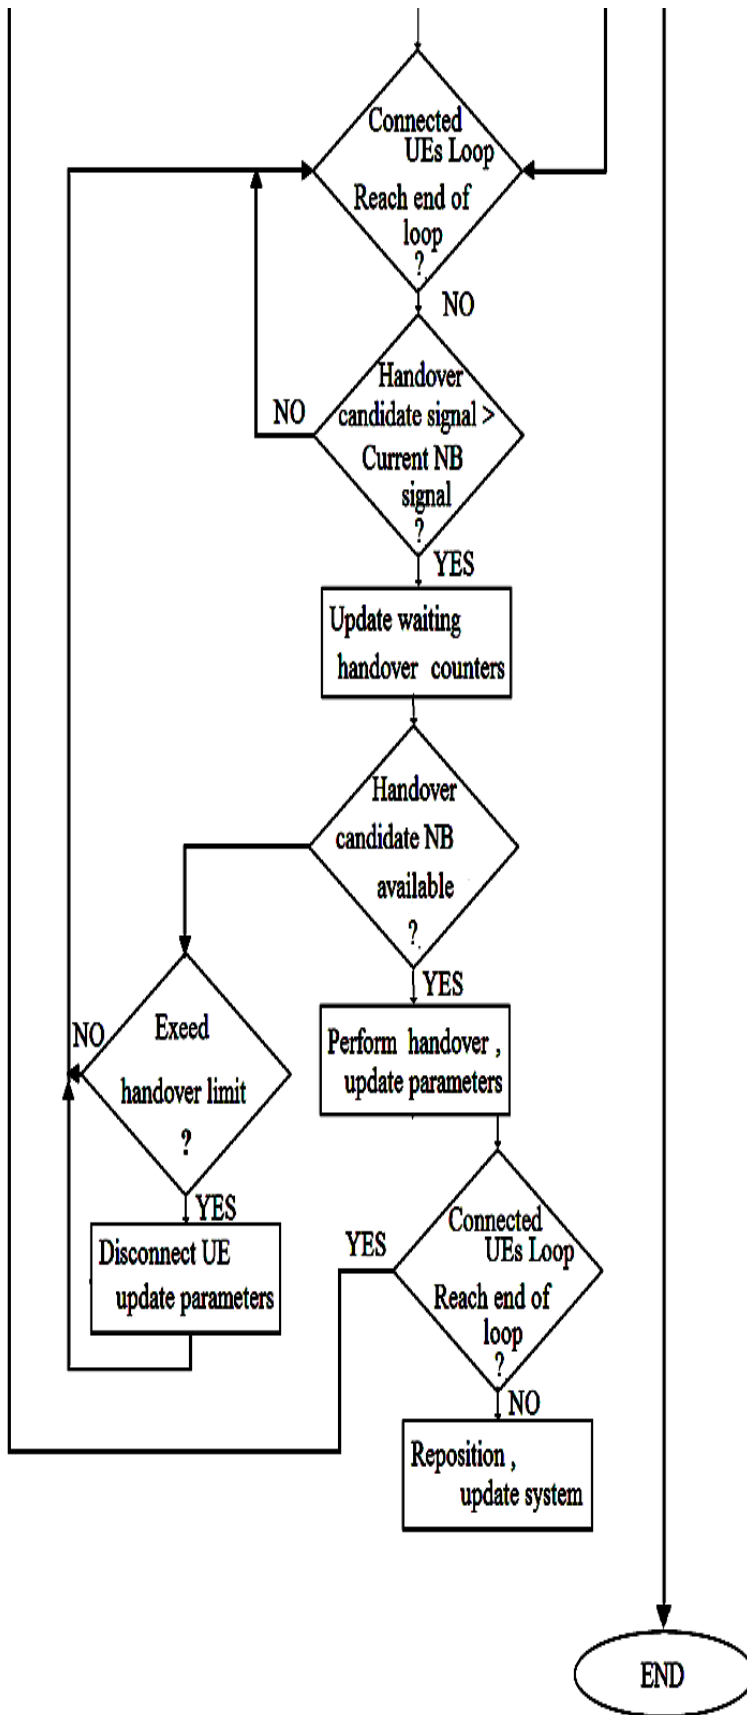 Connected
UEs Loop
Reach end of
loop
?
NO
Handover
candidate signal >
Current NB
signal
?
NO
YES
Update waiting
handover counters
Handover
candidate NB
available
?
YES
Exeed
handover limit
?
NO
YES
Perform handover ,
update parameters
Disconnect UE
update parameters
Connected
UEs Loop
Reach end of
loop
?
YES
NO
Reposition ,
update system
END